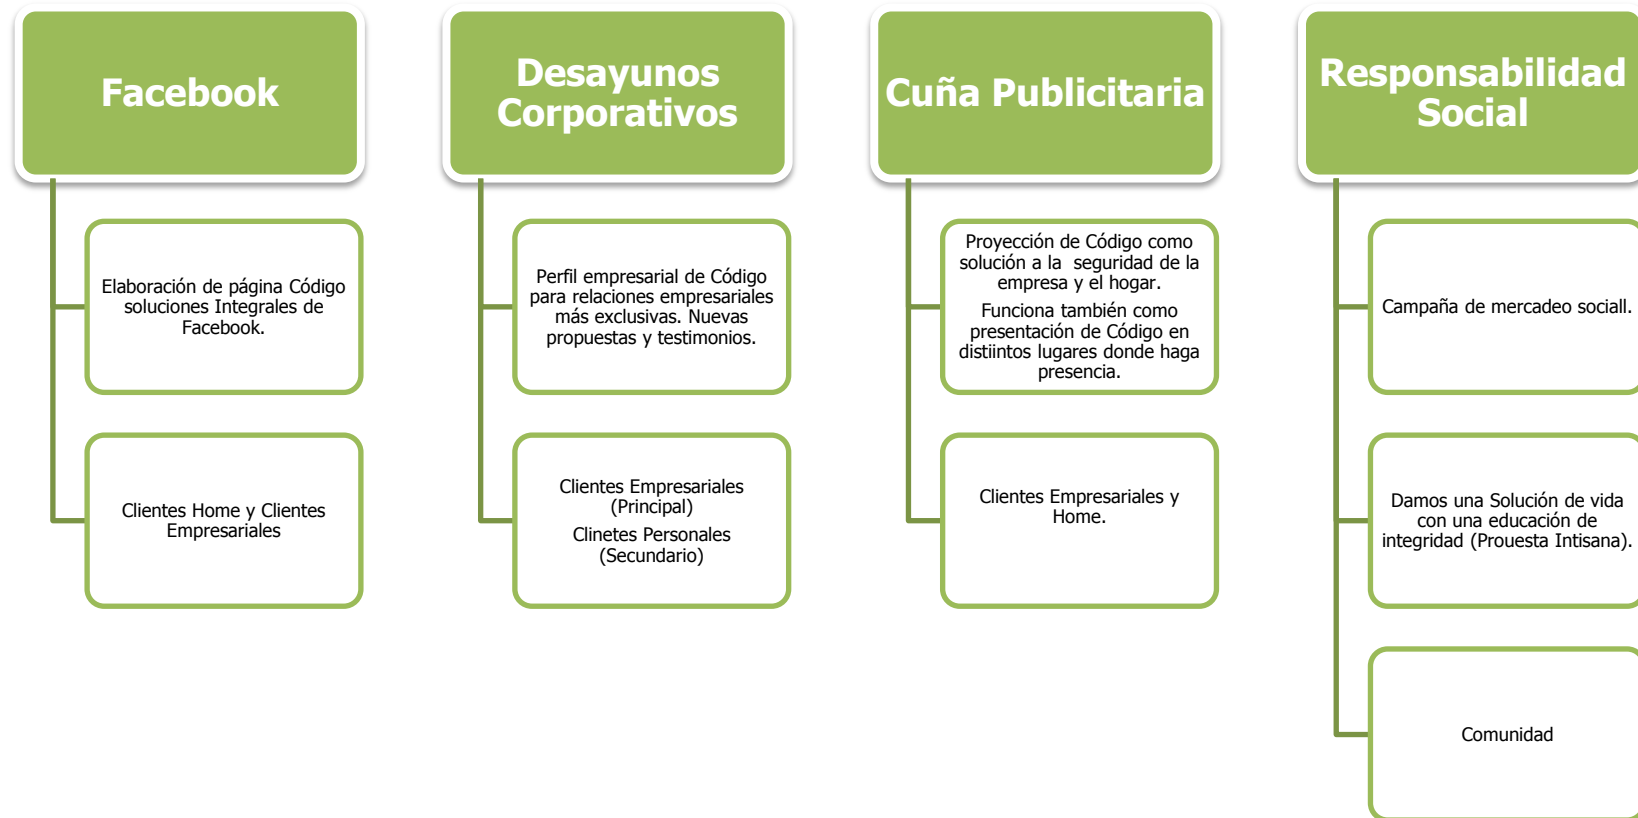 Facebook
Elaboración de página Código
soluciones Integrales de
Facebook.
Clientes Home y Clientes
Empresariales
Desayunos
Corporativos
Perfil empresarial de Código
para relaciones empresariales
más exclusivas. Nuevas
propuestas y testimonios.
Clientes Empresariales
(Principal)
Clinetes Personales
(Secundario)
Cuña Publicitaria
Proyección de Código como
solución a la  seguridad de la
empresa y el hogar.
Funciona también como
presentación de Código en
distiintos lugares donde haga
presencia.
Clientes Empresariales y
Home.
Responsabilidad
Social
Campaña de mercadeo sociall.
Damos una Solución de vida
con una educación de
integridad (Prouesta Intisana).
Comunidad